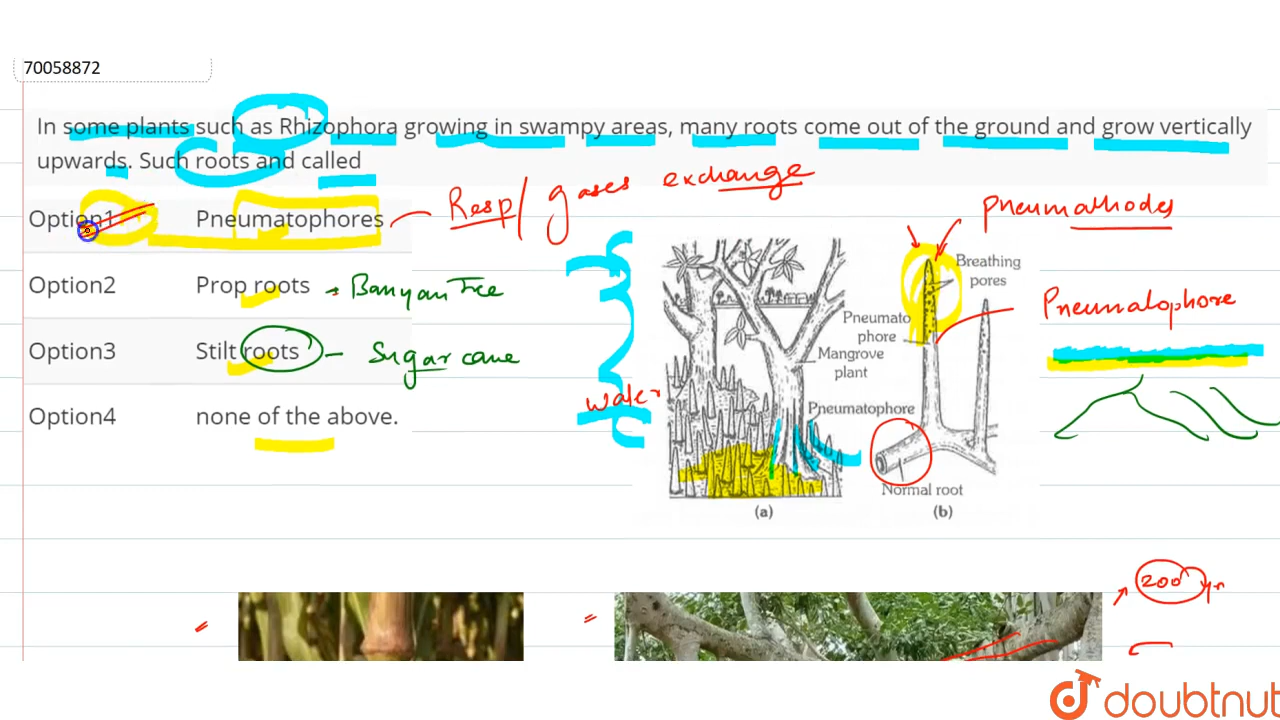 70058872
In some plants such as Rhizophora growing in swampy areas, many roots come out of the ground and grow vertically
upwards. Such roots and called
Option1 Pneumatophores
Resp/ gases exchange
Option2 Prop roots
Banyan Tree
Option3 Stilt roots
Sugar cane
Option4 none of the above.
water
Pneumathodes
Breathing
pores
Pneumatophore
Pneumato
phore
Mangrove
plant
Pneumatophore
Normal root
(a)
(b)
200 yr
doubtnut